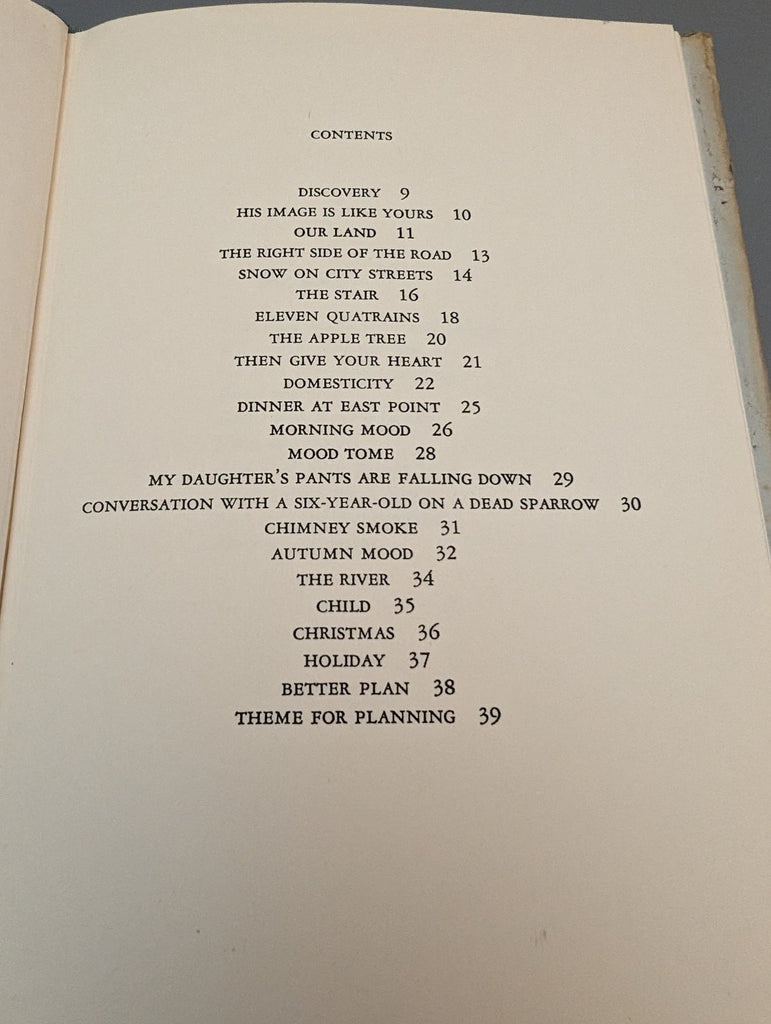 CONTENTS
DISCOVERY 9
HIS IMAGE IS LIKE YOURS 10
OUR LAND 11
THE RIGHT SIDE OF THE ROAD 13
SNOW ON CITY STREETS 14
THE STAIR 16
ELEVEN QUATRAINS 18
THE APPLE TREE 20
THEN GIVE YOUR HEART 21
DOMESTICITY 22
DINNER AT EAST POINT 25
MORNING MOOD 26
MOOD TOME 28
MY DAUGHTER'S PANTS ARE FALLING DOWN 29
CONVERSATION WITH A SIX-YEAR-OLD ON A DEAD SPARROW 30
CHIMNEY SMOKE 31
AUTUMN MOOD 32
THE RIVER 34
CHILD 35
CHRISTMAS 36
HOLIDAY 37
BETTER PLAN 38
THEME FOR PLANNING 39